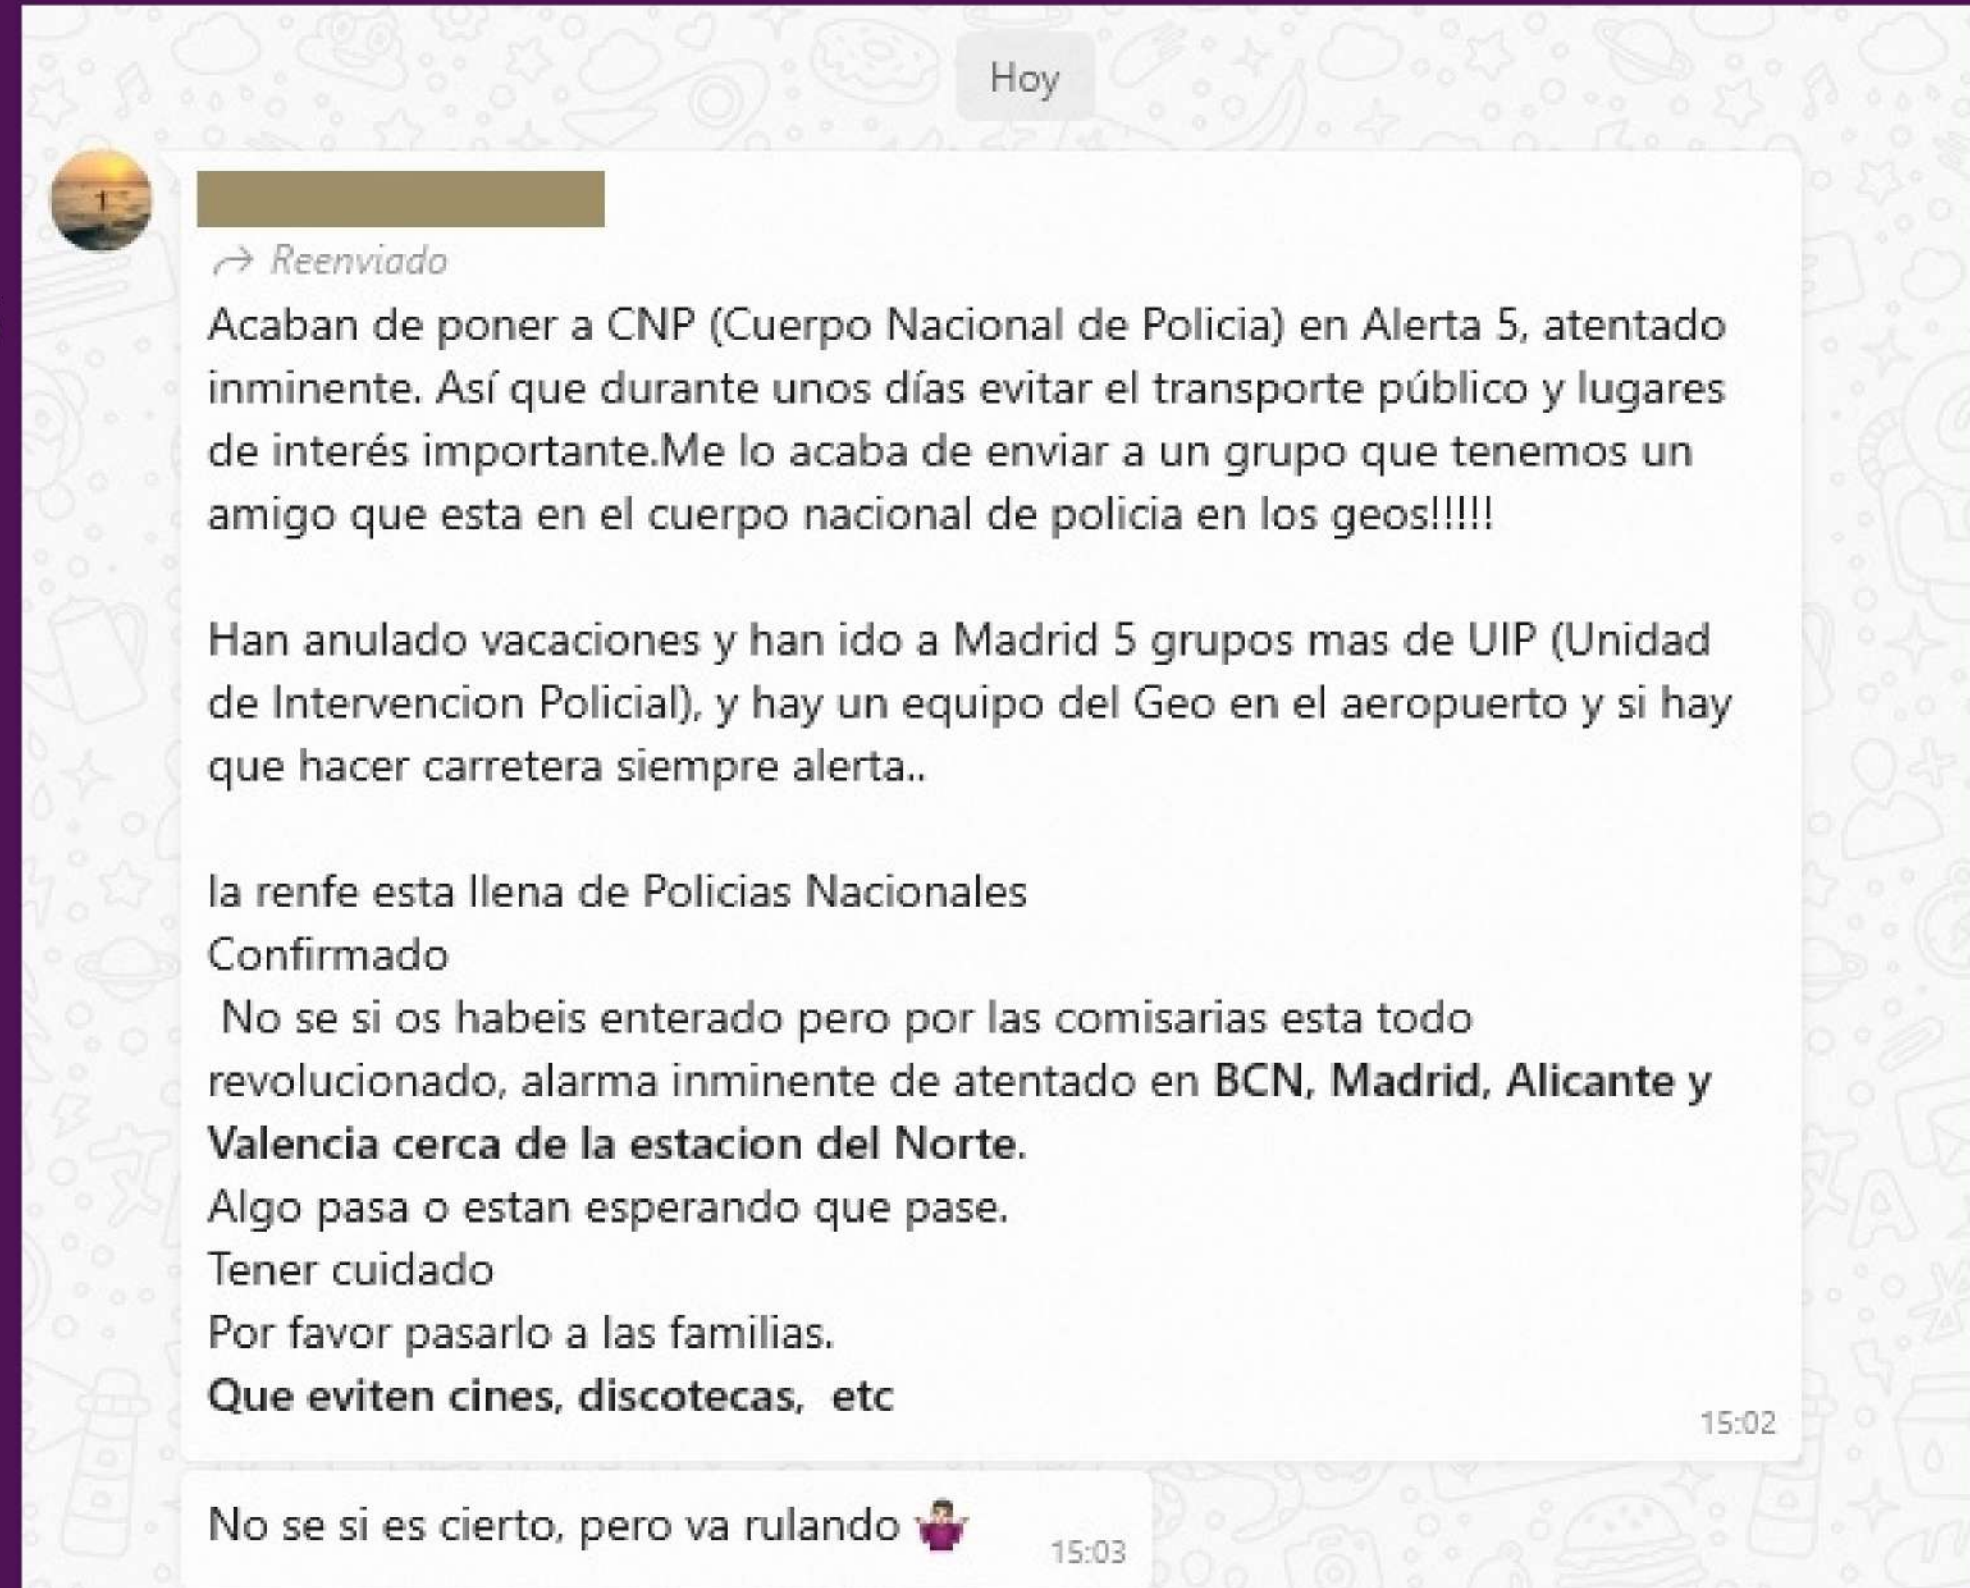 Hoy
Reenviado
Acaban de poner a CNP (Cuerpo Nacional de Policia) en Alerta 5, atentado
inminente. Así que durante unos días evitar el transporte público y lugares
de interés importante.Me lo acaba de enviar a un grupo que tenemos un
amigo que esta en el cuerpo nacional de policia en los geos!!!!!
Han anulado vacaciones y han ido a Madrid 5 grupos mas de UIP (Unidad
de Intervencion Policial), y hay un equipo del Geo en el aeropuerto y si hay
que hacer carretera siempre alerta..
la renfe esta llena de Policias Nacionales
Confirmado
No se si os habeis enterado pero por las comisarias esta todo
revolucionado, alarma inminente de atentado en BCN, Madrid, Alicante y
Valencia cerca de la estacion del Norte.
Algo pasa o estan esperando que pase.
Tener cuidado
Por favor pasarlo a las familias.
Que eviten cines, discotecas, etc
15:02
No se si es cierto, pero va rulando 🤷🏻‍♂️
15:03